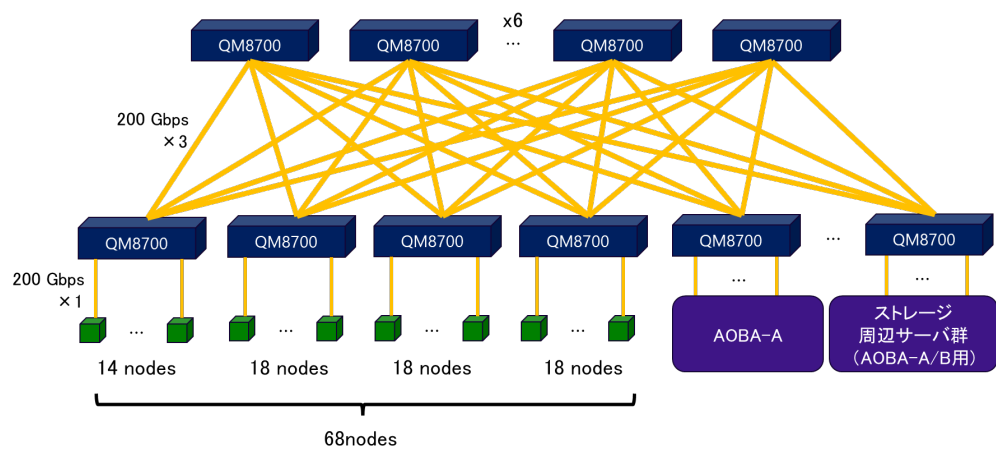 x6
QM8700
QM8700
...
QM8700
QM8700
200 Gbps
×3
QM8700
QM8700
QM8700
QM8700
QM8700
...
QM8700
200 Gbps
×1
...
...
...
...
...
...
AOBA-A
ストレージ
周辺サーバ群
(AOBA-A/B用)
14 nodes
18 nodes
18 nodes
18 nodes
68nodes